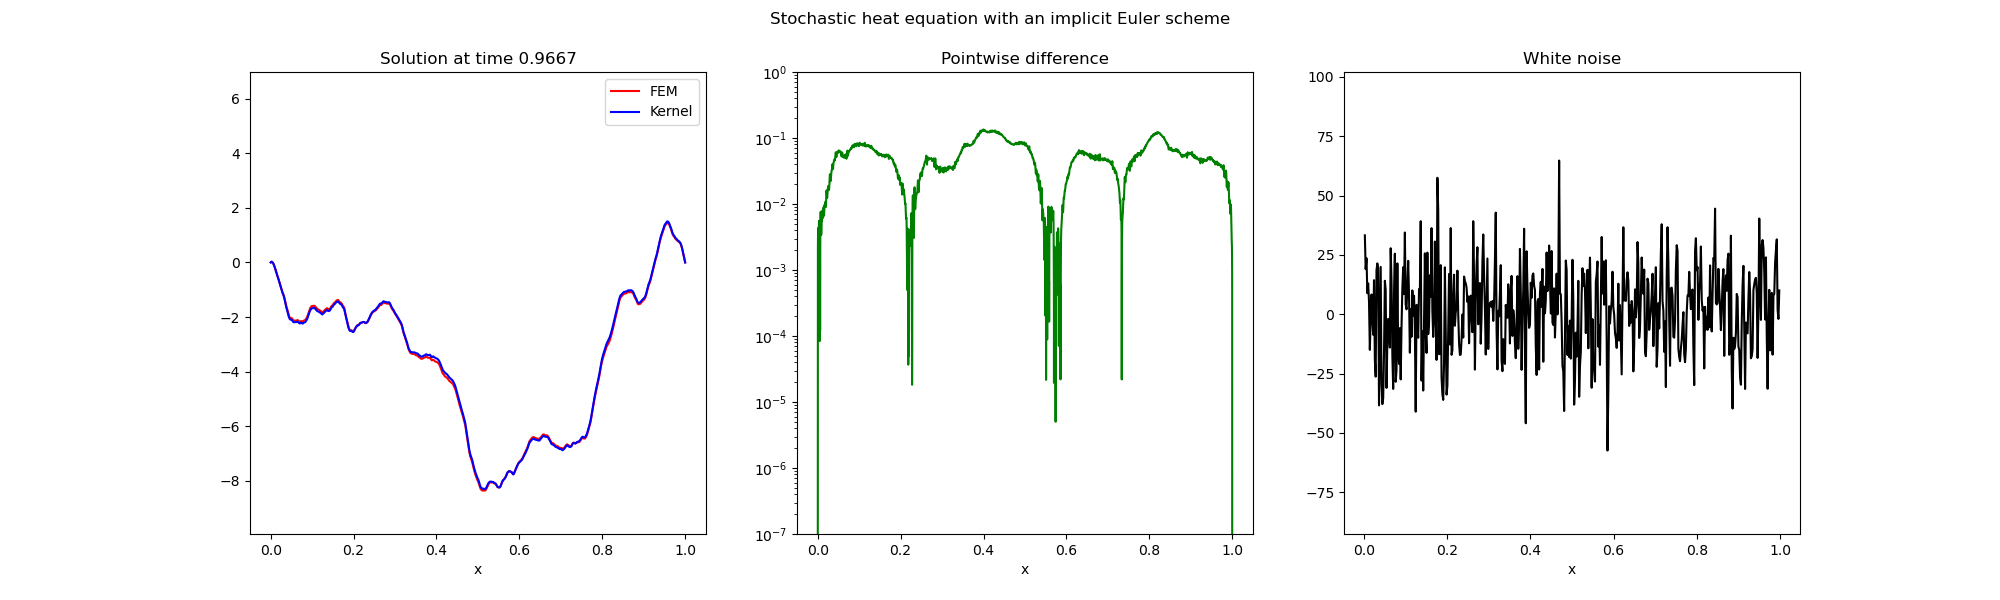 Stochastic heat equation with an implicit Euler scheme
Solution at time 0.9667
6
4
2
0
−2
−4
−6
−8
0.0 0.2 0.4 0.6 0.8 1.0
x
FEM
Kernel
Pointwise difference
10^0
10^−1
10^−2
10^−3
10^−4
10^−5
10^−6
10^−7
0.0 0.2 0.4 0.6 0.8 1.0
x
White noise
100
75
50
25
0
−25
−50
−75
0.0 0.2 0.4 0.6 0.8 1.0
x